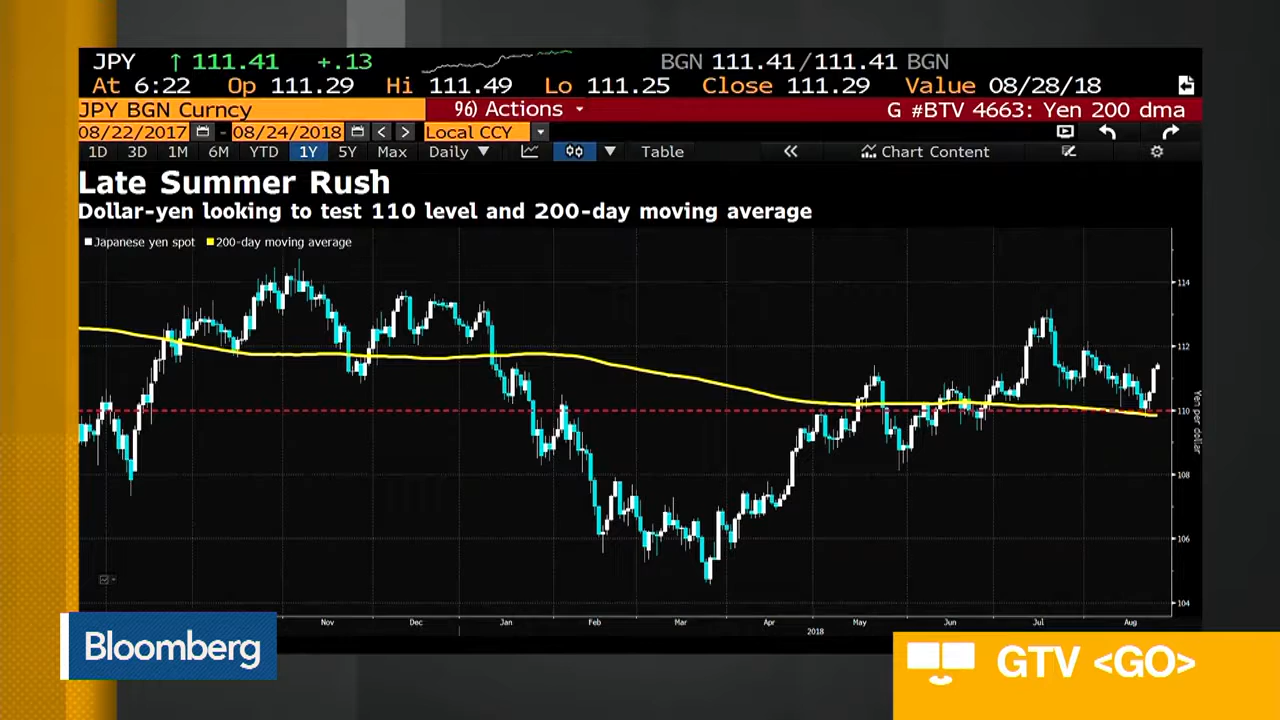 JPY ↑ 111.41 +.13 BGN 111.41/111.41 BGN
At 6:22 Op 111.29 Hi 111.49 Lo 111.25 Close 111.29 Value 08/28/18
JPY BGN Curncy 96) Actions G #BTV 4663: Yen 200 dma
08/22/2017 - 08/24/2018 < > Local CCY
1D 3D 1M 6M YTD 1Y 5Y Max Daily ▼ Table « Chart Content
Late Summer Rush
Dollar-yen looking to test 110 level and 200-day moving average
Japanese yen spot 200-day moving average
114
112
110
Yen per dollar
108
106
104
Nov Dec Jan Feb Mar Apr May Jun Jul Aug
2018
Bloomberg
GTV <GO>